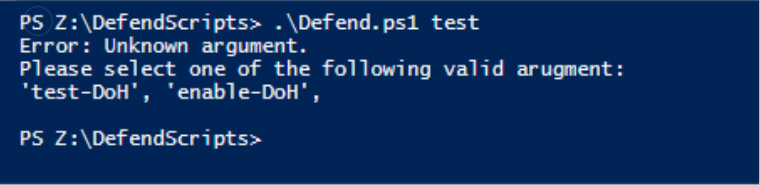 PS Z:\DefendScripts> .\Defend.ps1 test
Error: Unknown argument.
Please select one of the following valid arugment:
'test-DoH', 'enable-DoH',
PS Z:\DefendScripts>